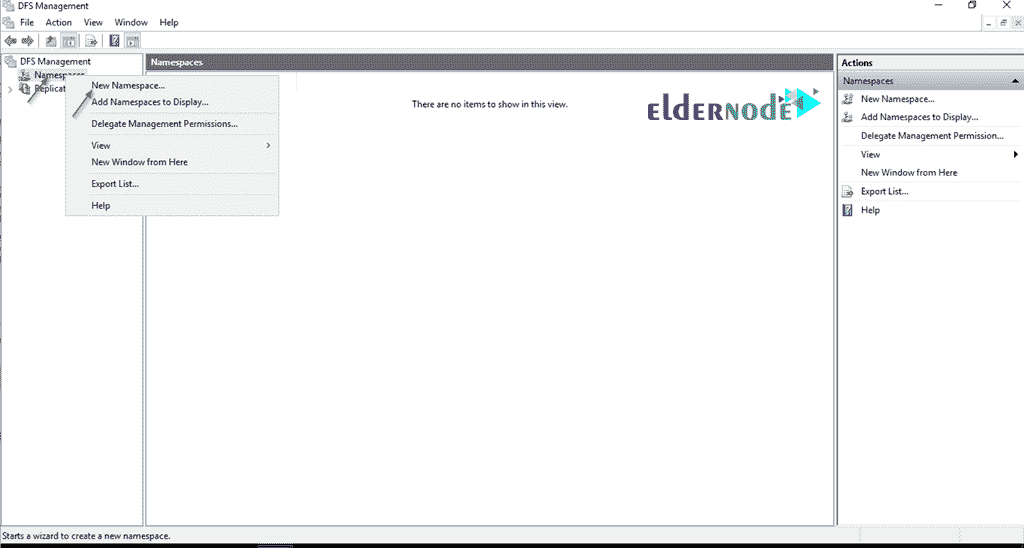 DFS Management
File Action View Window Help
DFS Management
Namespaces
Replicat
New Namespace...
Add Namespaces to Display...
Delegate Management Permissions...
View
New Window from Here
Export List...
Help
Namespaces
There are no items to show in this view.
eldernode
Actions
Namespaces
New Namespace...
Add Namespaces to Display...
Delegate Management Permission...
View
New Window from Here
Export List...
Help
Starts a wizard to create a new namespace.